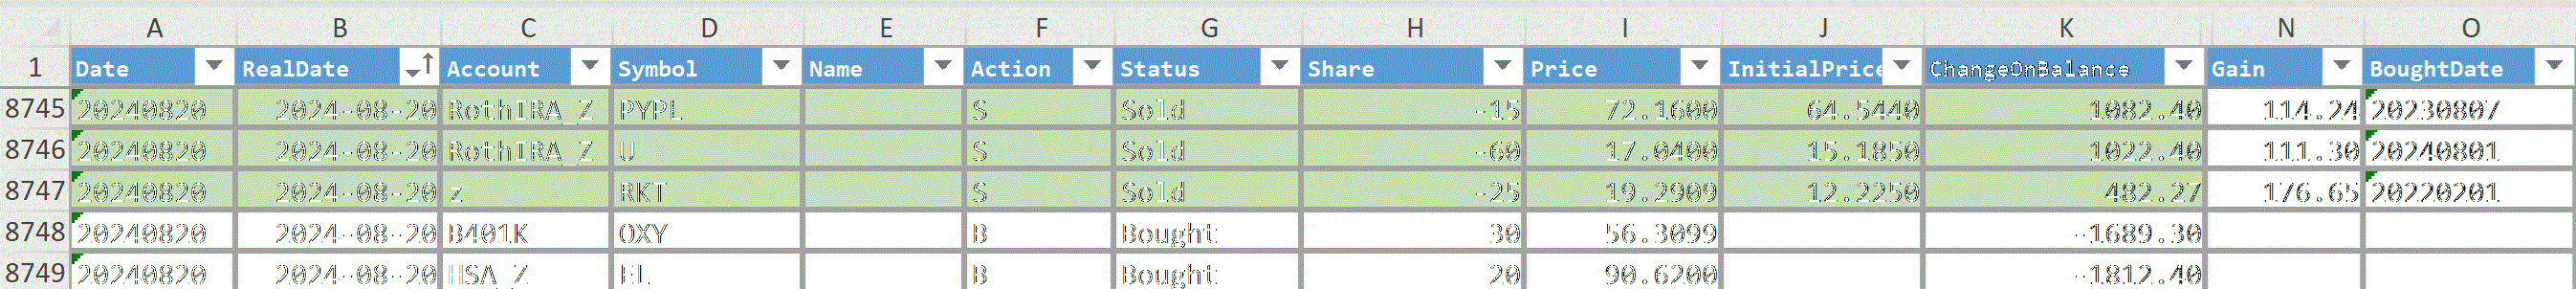 A B C D E F G H I J K N O
1 Date RealDate Account Symbol Name Action Status Share Price InitialPrice ChangeOnBalance Gain BoughtDate
8745 20240820 2024-08-20 RothIRA_Z PYPL S Sold -15 72.1600 64.5440 1082.40 114.24 20230807
8746 20240820 2024-08-20 RothIRA_Z U S Sold -60 17.0400 15.1850 1022.40 111.30 20240801
8747 20240820 2024-08-20 z RKT S Sold -25 19.2909 12.2250 482.27 176.65 20220201
8748 20240820 2024-08-20 B401K OXY B Bought 30 56.3099 -1689.30
8749 20240820 2024-08-20 HSA_Z EL B Bought 20 90.6200 -1812.40